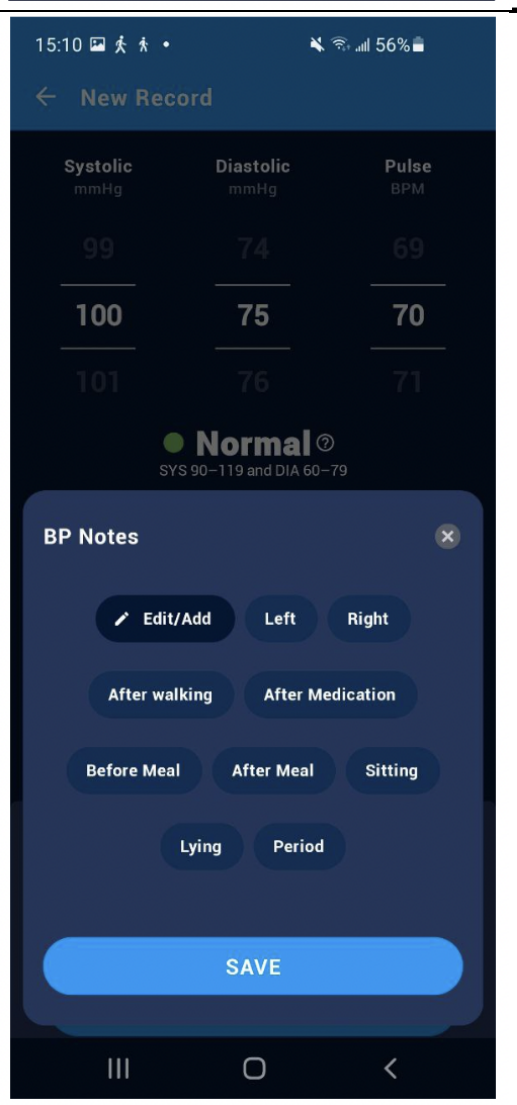 15:10 56%
New Record
Systolic Diastolic Pulse
mmHg mmHg BPM
99 74 69
100 75 70
101 76 71
Normal
SYS 90–119 and DIA 60–79
BP Notes
Edit/Add Left Right
After walking After Medication
Before Meal After Meal Sitting
Lying Period
SAVE